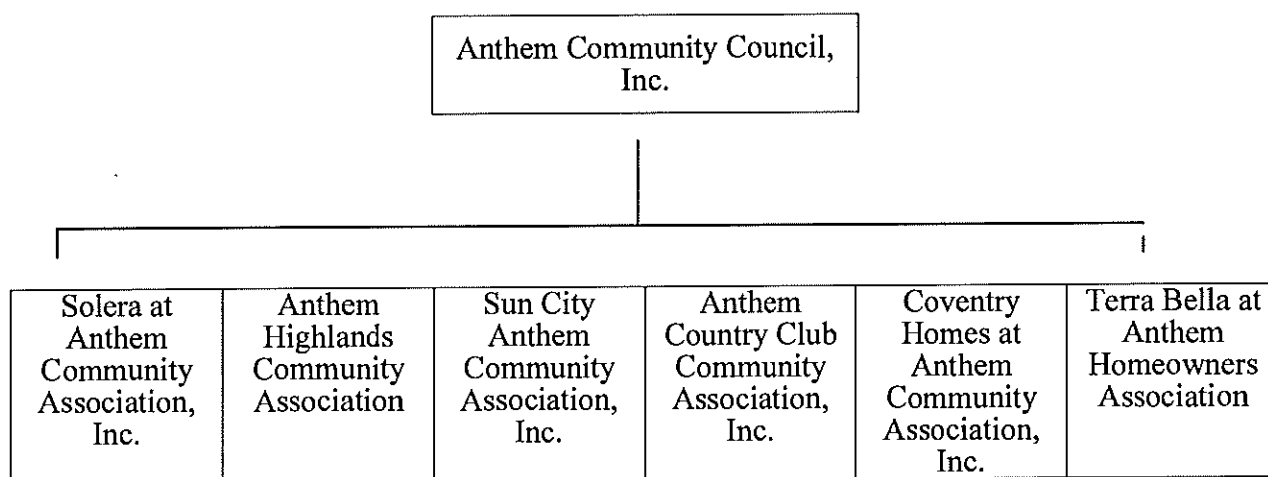 Anthem Community Council,
Inc.
Solera at
Anthem
Community
Association,
Inc.
Anthem
Highlands
Community
Association
Sun City
Anthem
Community
Association,
Inc.
Anthem
Country Club
Community
Association,
Inc.
Coventry
Homes at
Anthem
Community
Association,
Inc.
Terra Bella at
Anthem
Homeowners
Association